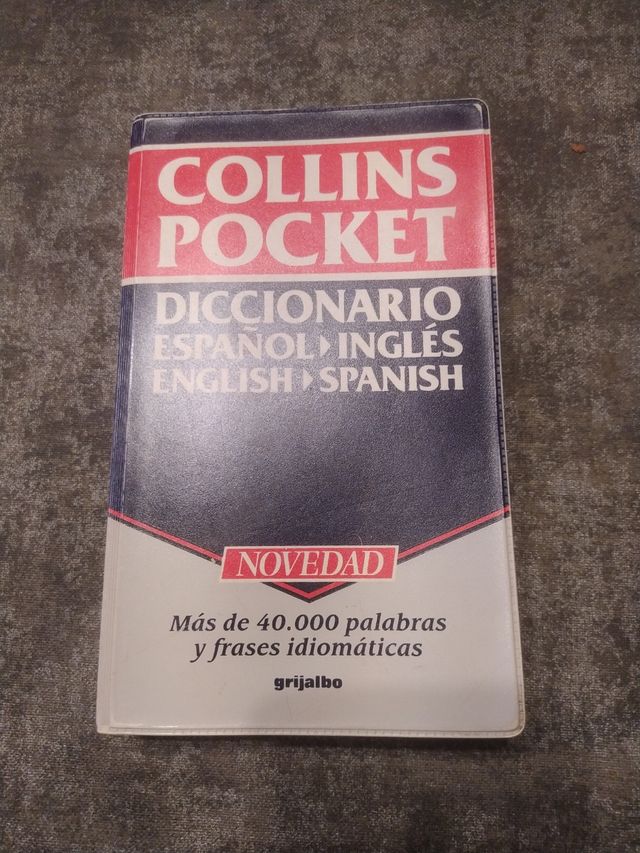 COLLINS
POCKET
DICCIONARIO
ESPAÑOL▸INGLÉS
ENGLISH▸SPANISH
NOVEDAD
Más de 40.000 palabras
y frases idiomáticas
grijalbo